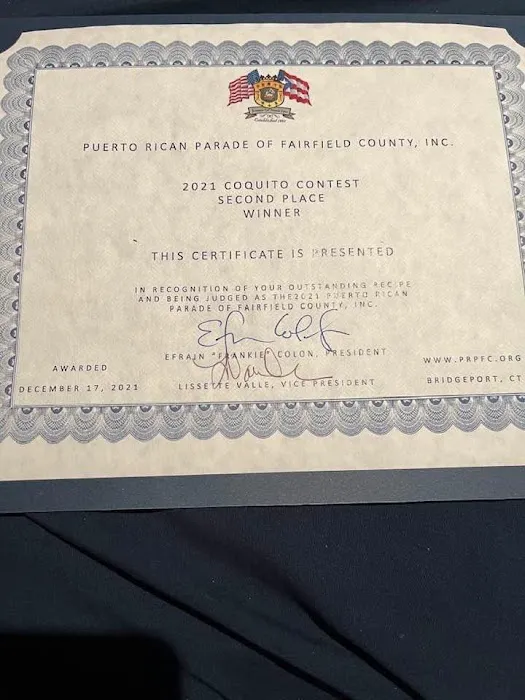 PUERTO RICAN PARADE OF FAIRFIELD COUNTY, INC.
2021 COQUITO CONTEST
SECOND PLACE
WINNER
THIS CERTIFICATE IS PRESENTED
IN RECOGNITION OF YOUR OUTSTANDING RECIPE
AND BEING JUDGED AS THE2021 PUERTO RICAN
PARADE OF FAIRFIELD COUNTY, INC.
EFRAIN "FRANKIE" COLON, PRESIDENT
LISSETTE VALLE, VICE PRESIDENT
AWARDED
DECEMBER 17, 2021
WWW.PRPFC.ORG
BRIDGEPORT, CT